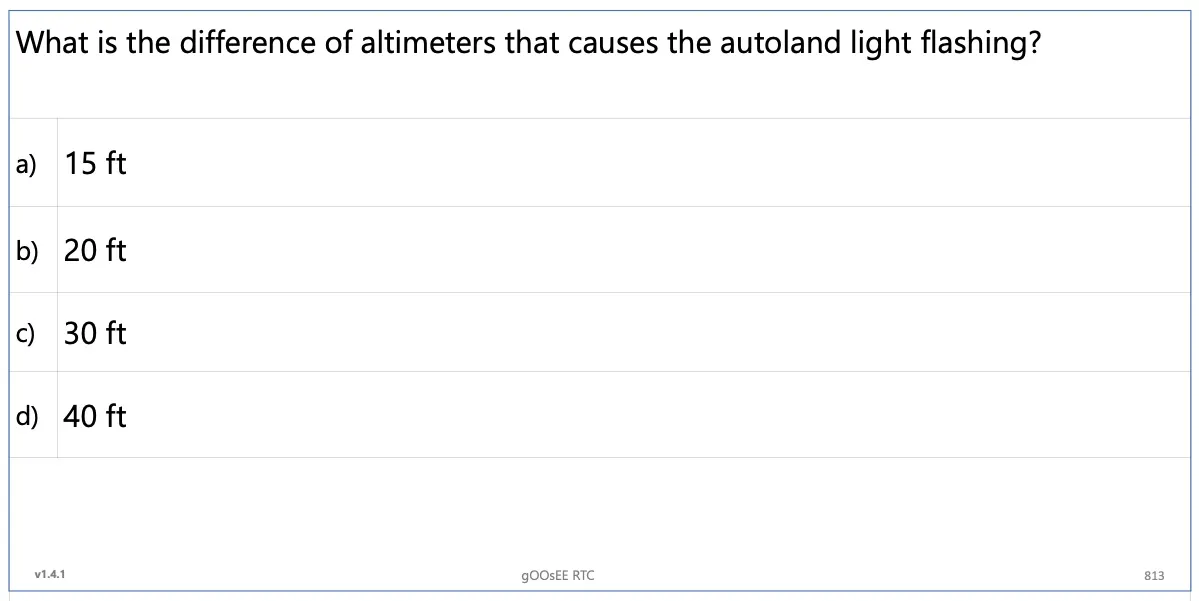 What is the difference of altimeters that causes the autoland light flashing?
a) 15 ft
b) 20 ft
c) 30 ft
d) 40 ft
v1.4.1 gOOsEE RTC 813